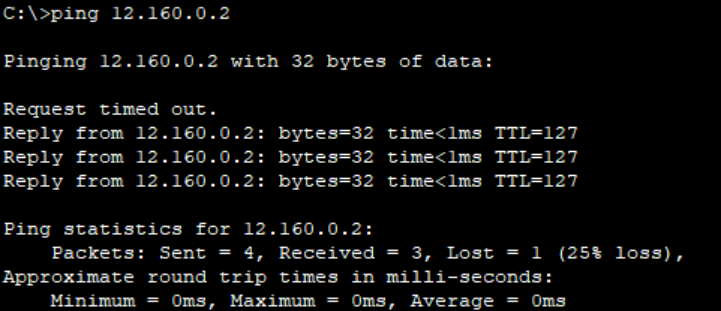 C:\>ping 12.160.0.2
Pinging 12.160.0.2 with 32 bytes of data:
Request timed out.
Reply from 12.160.0.2: bytes=32 time<1ms TTL=127
Reply from 12.160.0.2: bytes=32 time<1ms TTL=127
Reply from 12.160.0.2: bytes=32 time<1ms TTL=127
Ping statistics for 12.160.0.2:
    Packets: Sent = 4, Received = 3, Lost = 1 (25% loss),
Approximate round trip times in milli-seconds:
    Minimum = 0ms, Maximum = 0ms, Average = 0ms